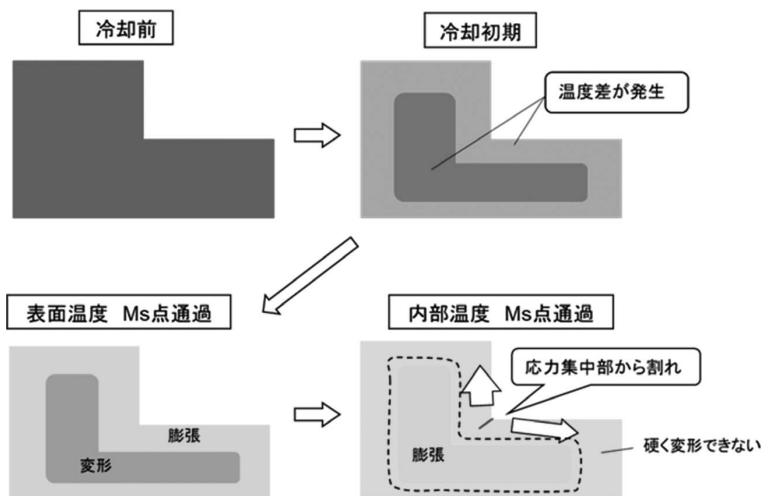 冷却前
冷却初期
温度差が発生
表面温度 Ms点通過
内部温度 Ms点通過
応力集中部から割れ
膨張
変形
膨張
硬く変形できない